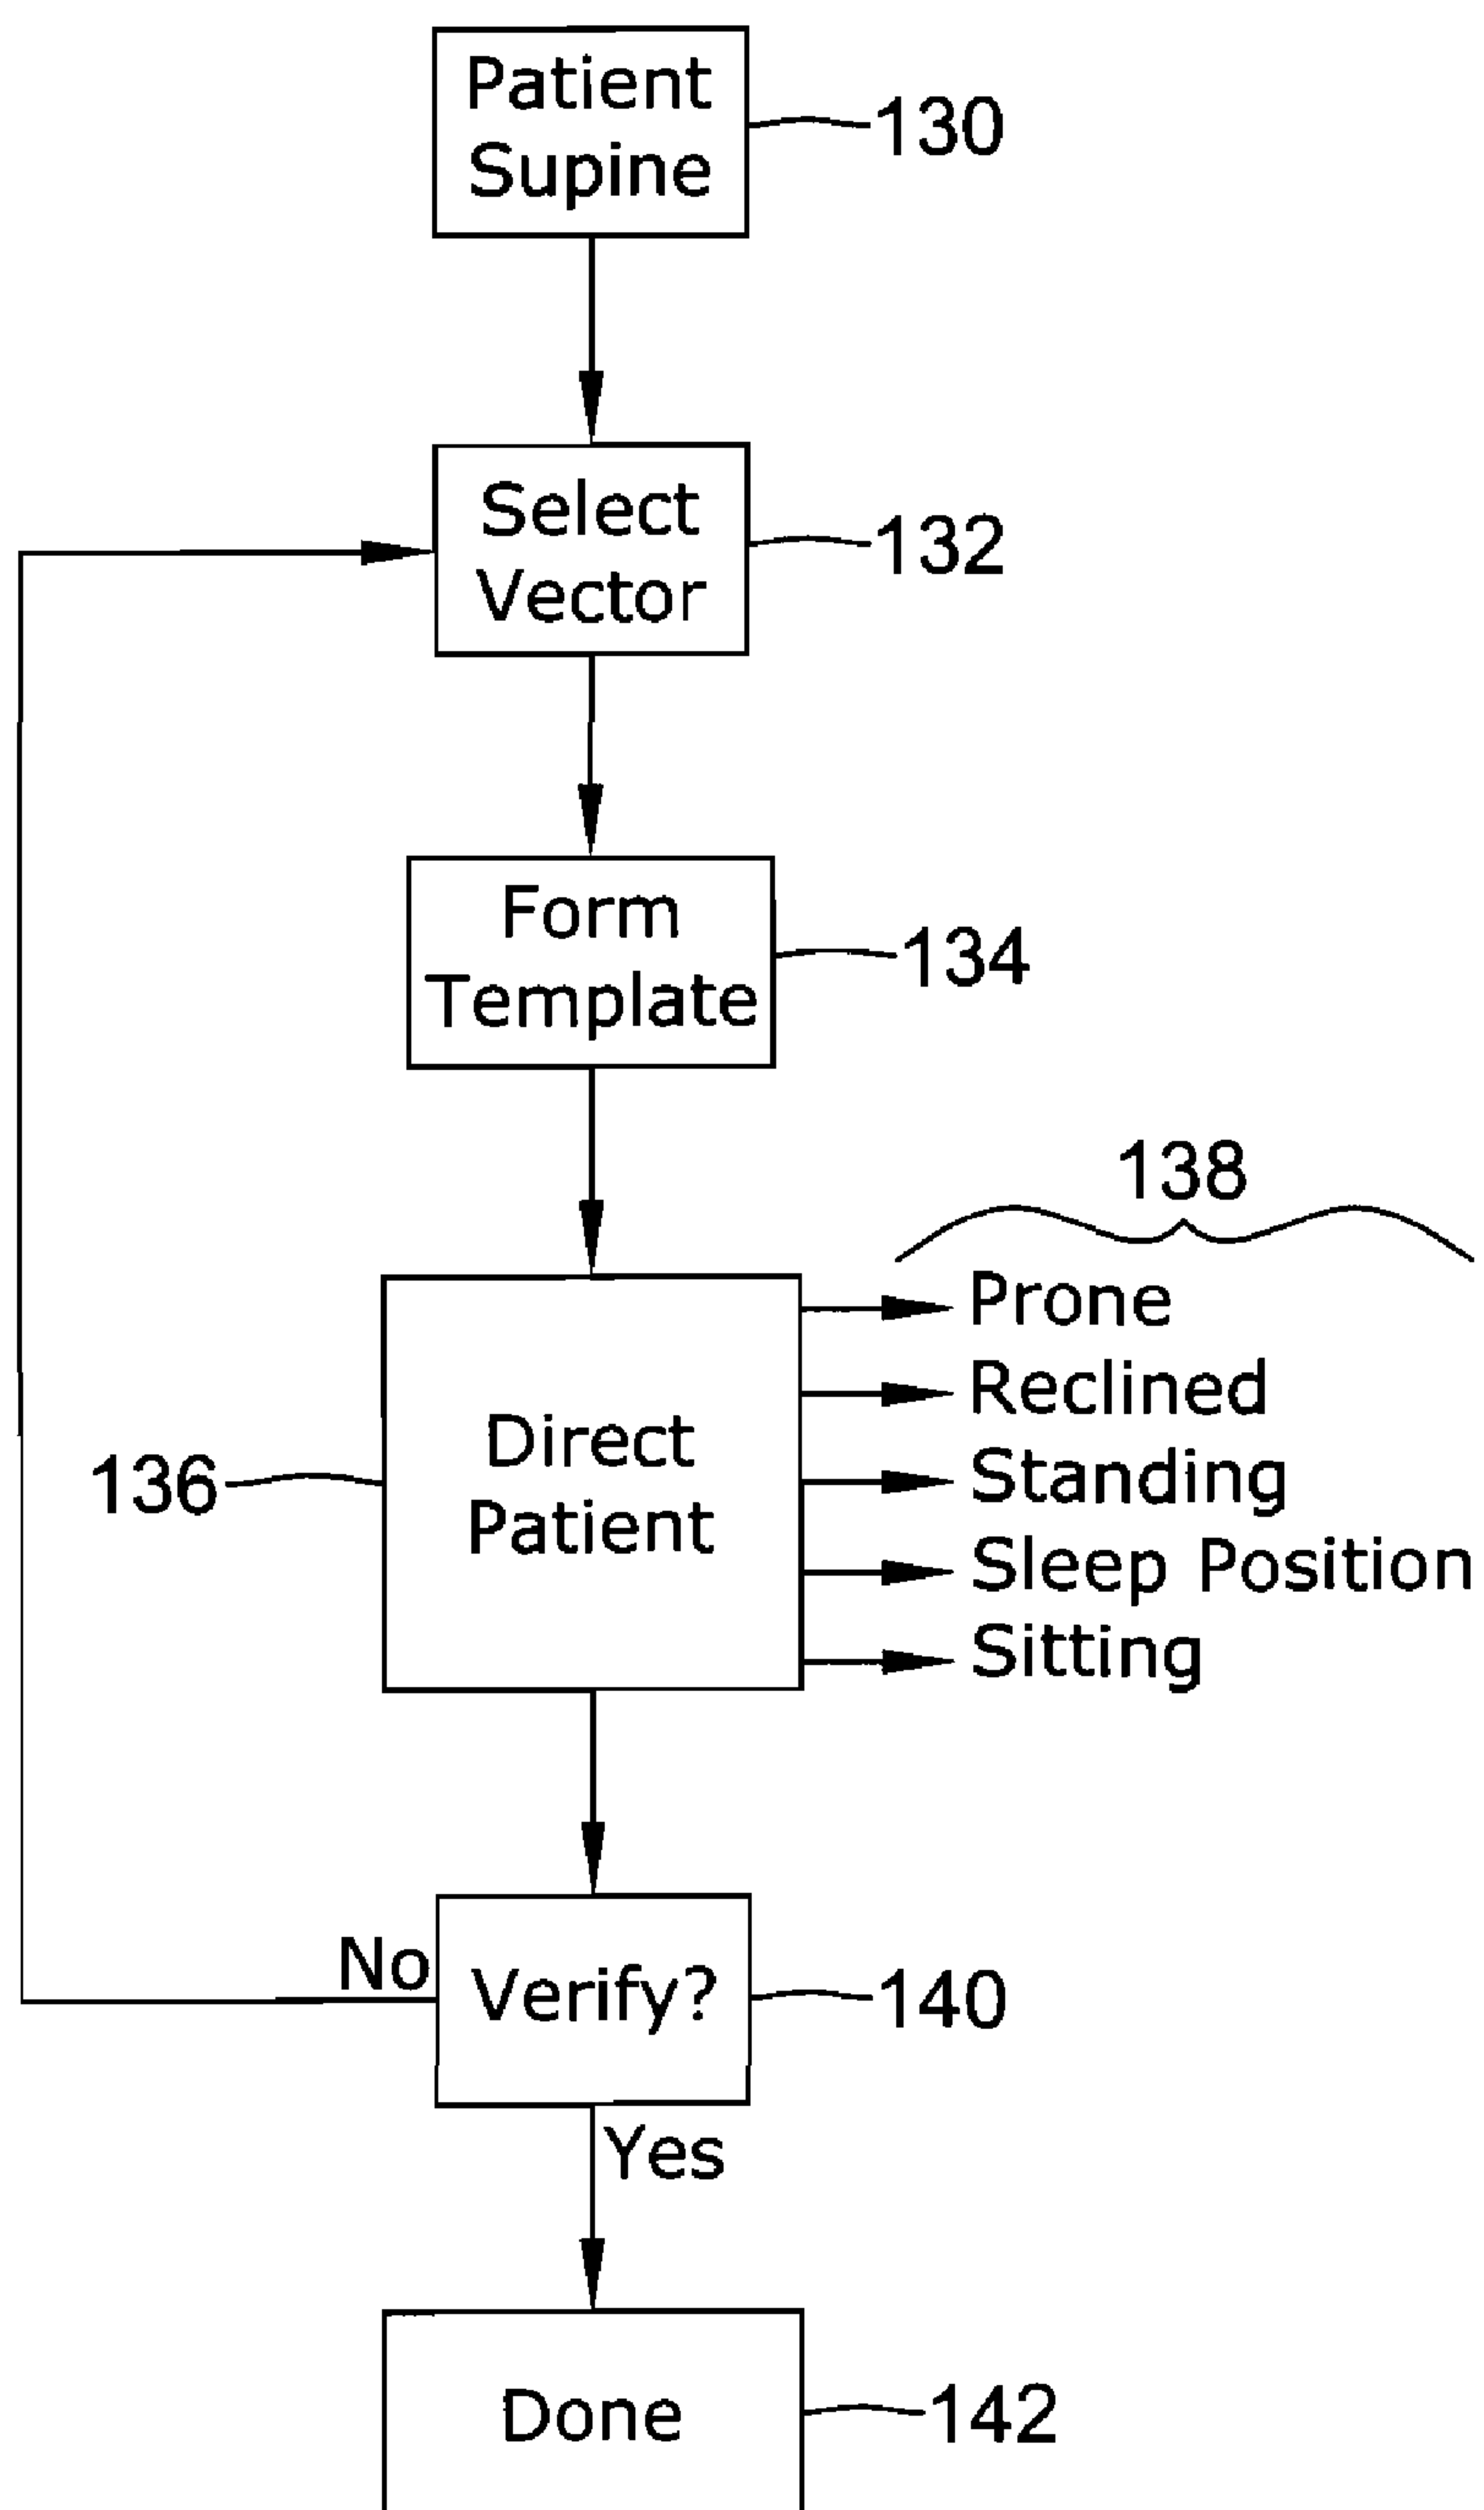 Patient
Supine
130
Select
Vector
132
Form
Template
134
138
Prone
Reclined
Standing
Sleep Position
Sitting
Direct
Patient
136
No
Verify?
140
Yes
Done
142